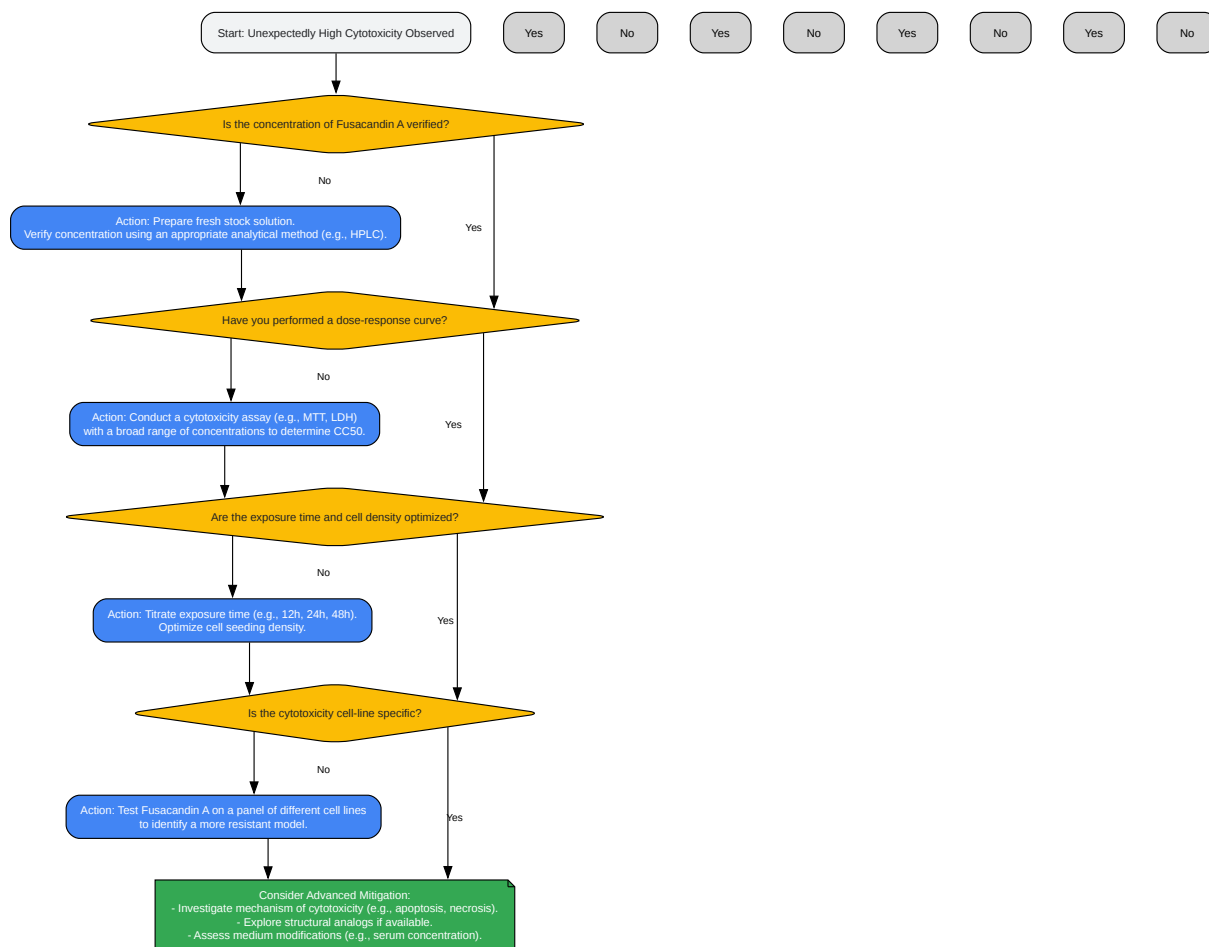 Start: Unexpectedly High Cytotoxicity Observed
Yes
No
Yes
No
Yes
No
Yes
No
Is the concentration of Fusacandin A verified?
No
Action: Prepare fresh stock solution.
Verify concentration using an appropriate analytical method (e.g., HPLC).
Yes
Have you performed a dose-response curve?
No
Action: Conduct a cytotoxicity assay (e.g., MTT, LDH)
with a broad range of concentrations to determine CC50.
Yes
Are the exposure time and cell density optimized?
No
Action: Titrate exposure time (e.g., 12h, 24h, 48h).
Optimize cell seeding density.
Yes
Is the cytotoxicity cell-line specific?
No
Action: Test Fusacandin A on a panel of different cell lines
to identify a more resistant model.
Yes
Consider Advanced Mitigation:
- Investigate mechanism of cytotoxicity (e.g., apoptosis, necrosis).
- Explore structural analogs if available.
- Assess medium modifications (e.g., serum concentration).